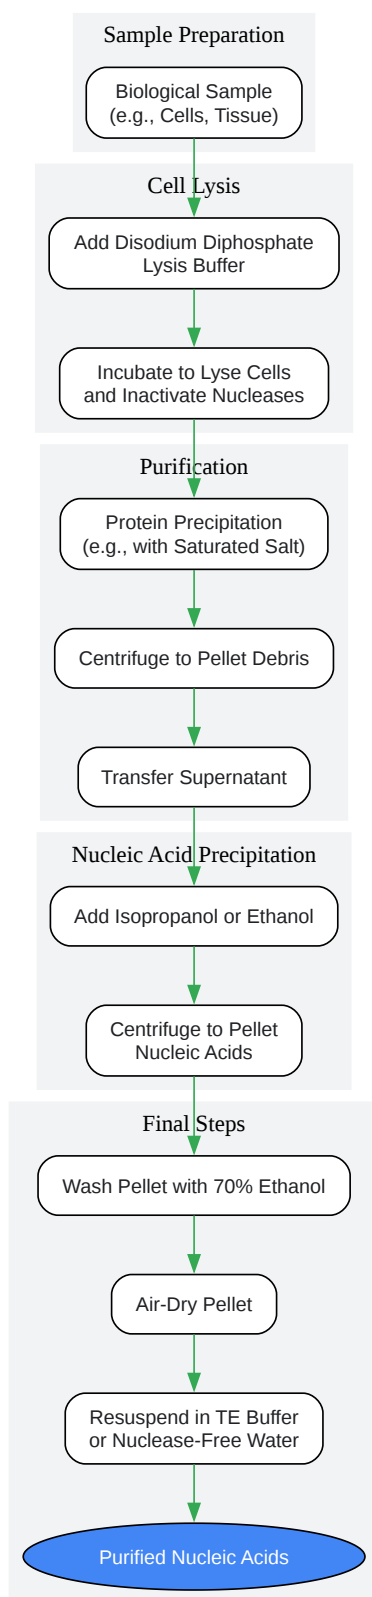 Sample Preparation
Biological Sample
(e.g., Cells, Tissue)
Cell Lysis
Add Disodium Diphosphate
Lysis Buffer
Incubate to Lyse Cells
and Inactivate Nucleases
Purification
Protein Precipitation
(e.g., with Saturated Salt)
Centrifuge to Pellet Debris
Transfer Supernatant
Nucleic Acid Precipitation
Add Isopropanol or Ethanol
Centrifuge to Pellet
Nucleic Acids
Final Steps
Wash Pellet with 70% Ethanol
Air-Dry Pellet
Resuspend in TE Buffer
or Nuclease-Free Water
Purified Nucleic Acids